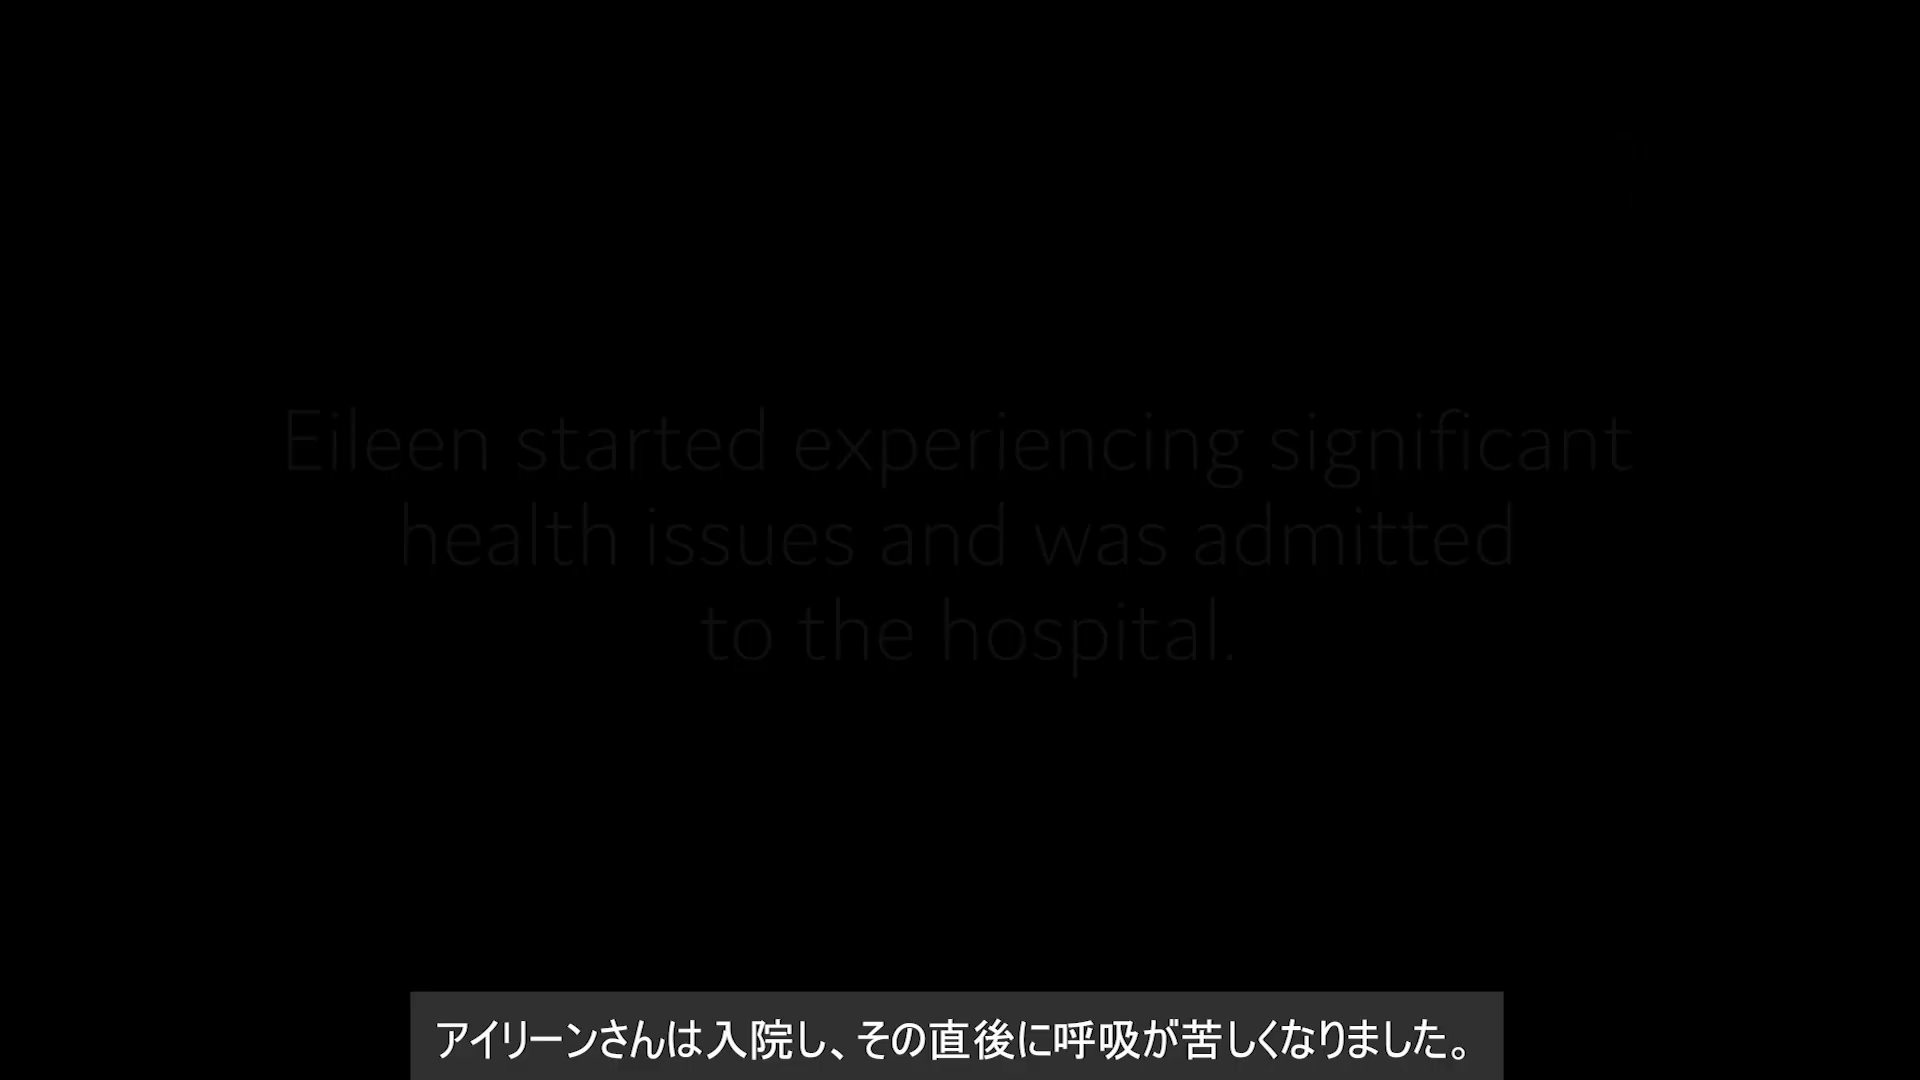 Eileen started experiencing significant
health issues and was admitted
to the hospital.
アイリーンさんは入院し、その直後に呼吸が苦しくなりました。